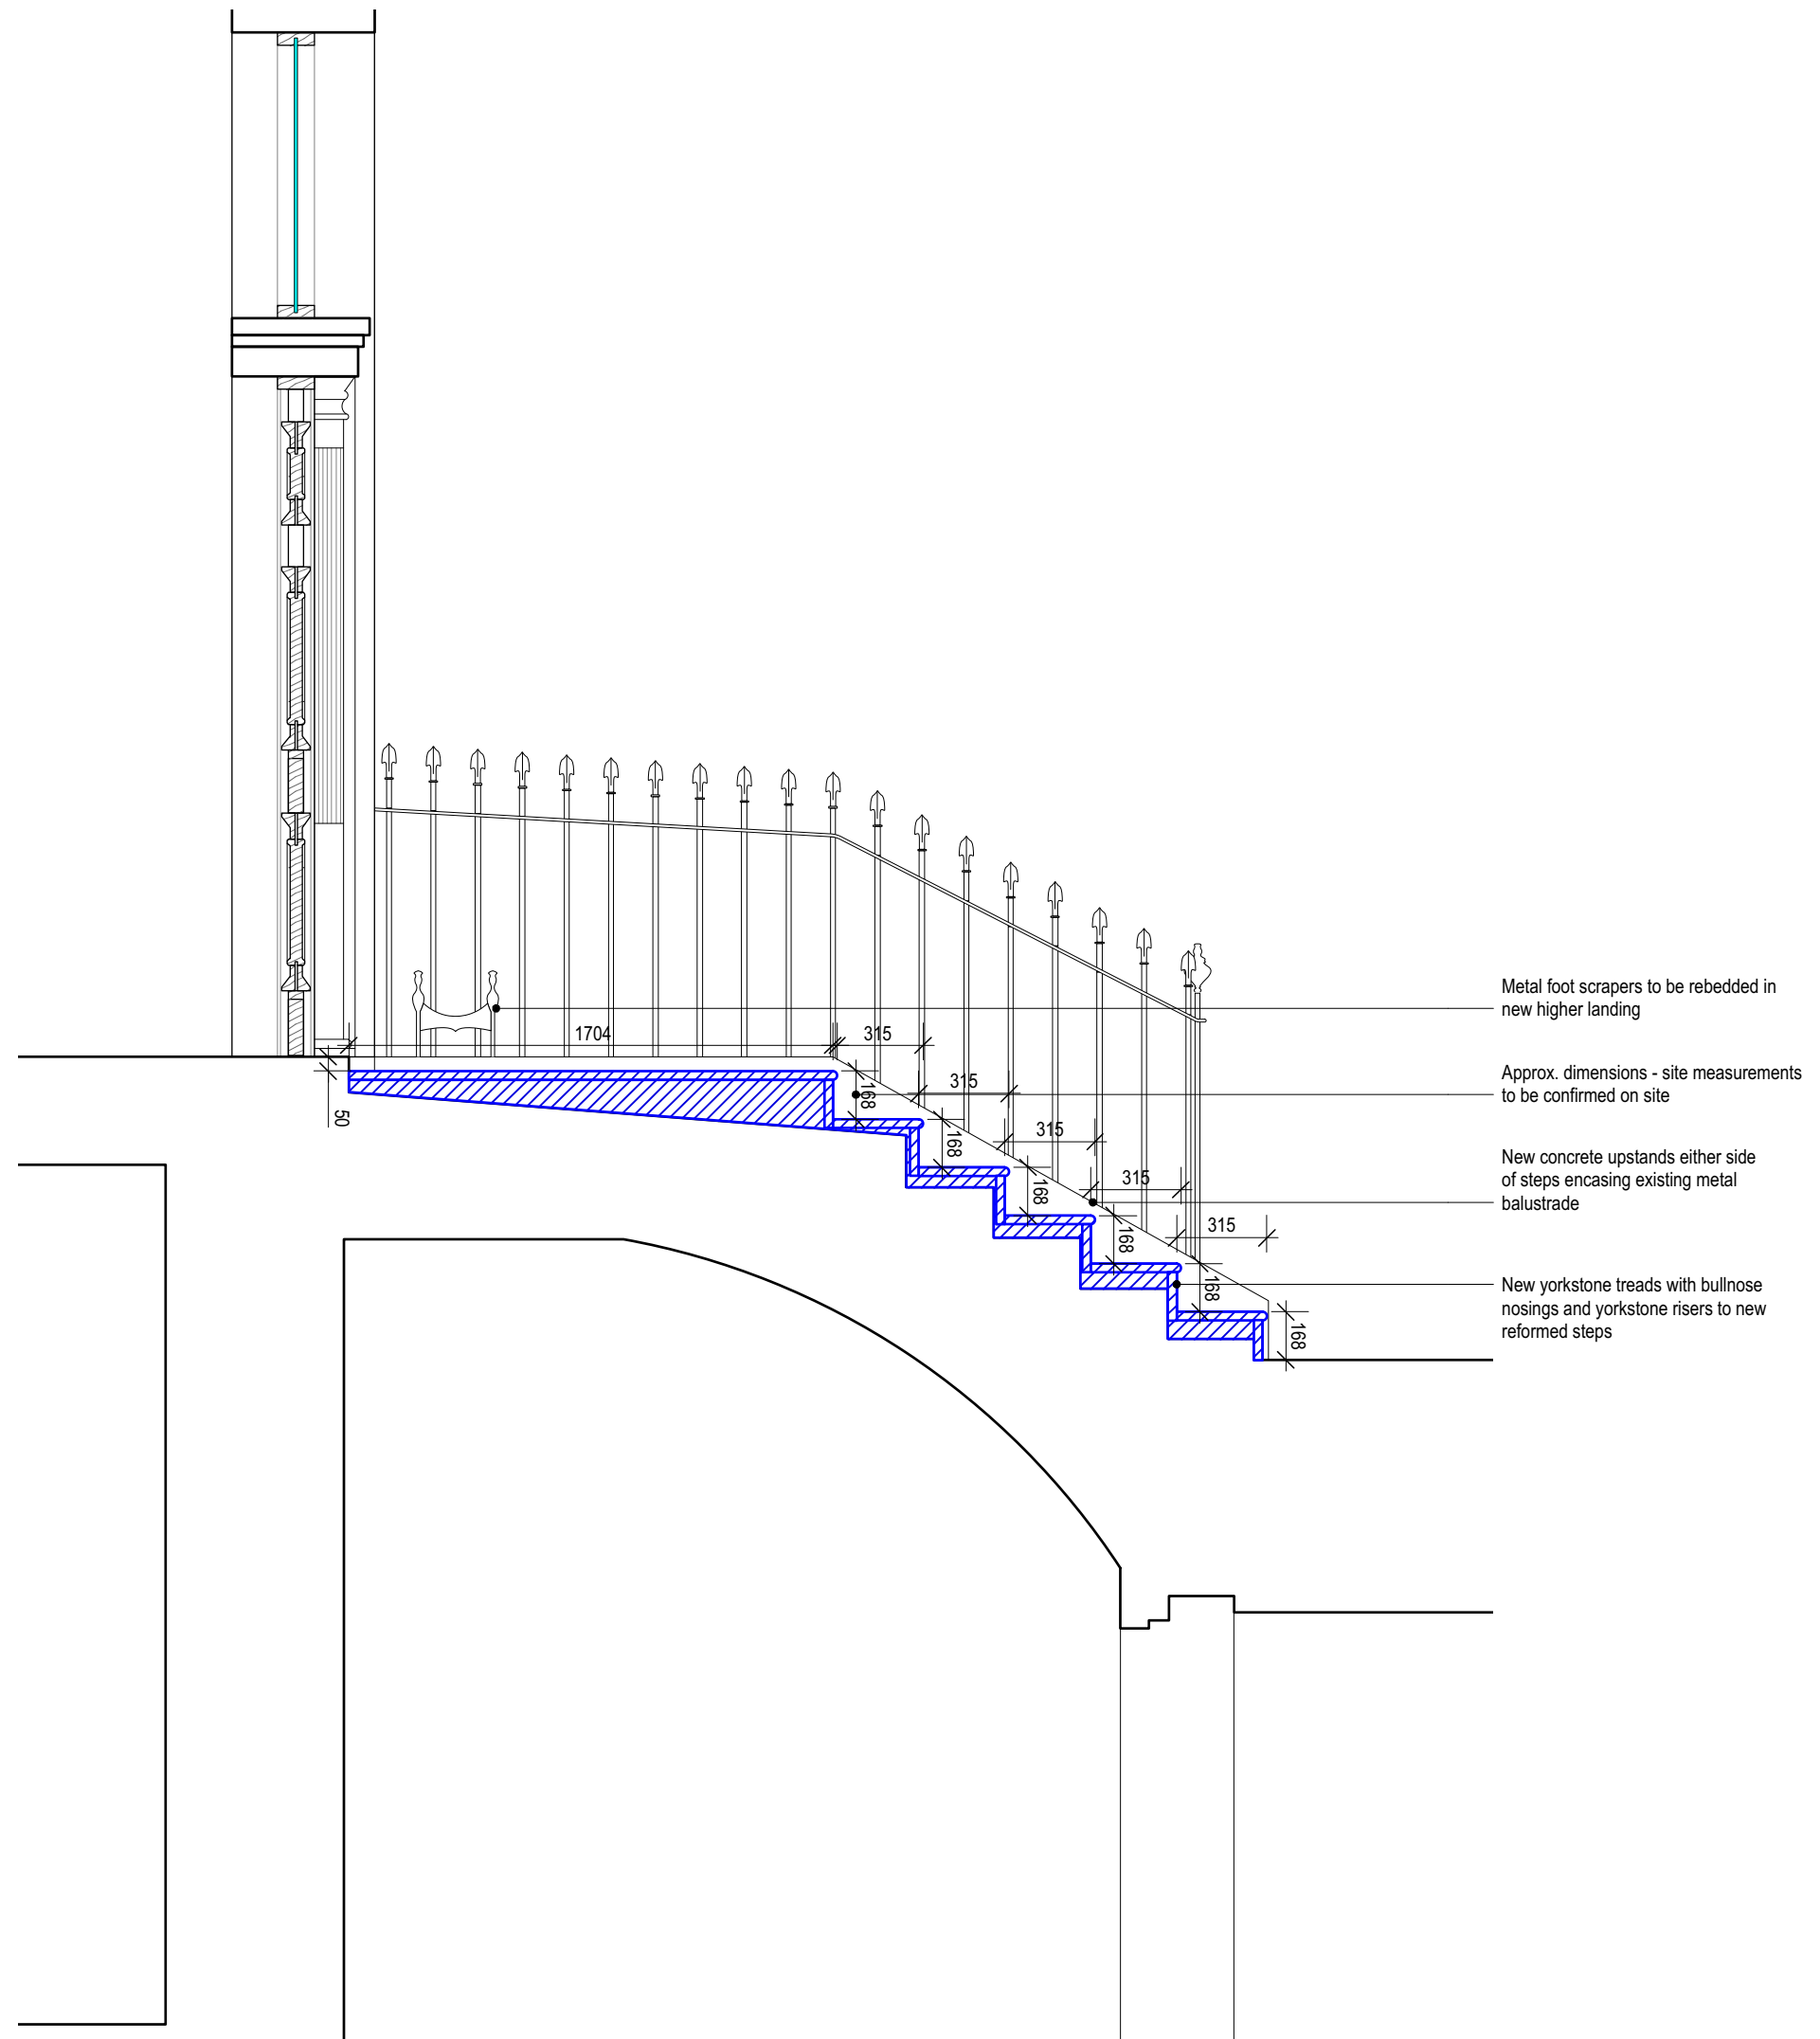 Metal foot scrapers to be rebedded in
new higher landing
1704
315
Approx. dimensions - site measurements
to be confirmed on site
315
168
50
315
168
New concrete upstands either side
of steps encasing existing metal
balustrade
315
168
315
168
New yorkstone treads with bullnose
nosings and yorkstone risers to new
reformed steps
168
168